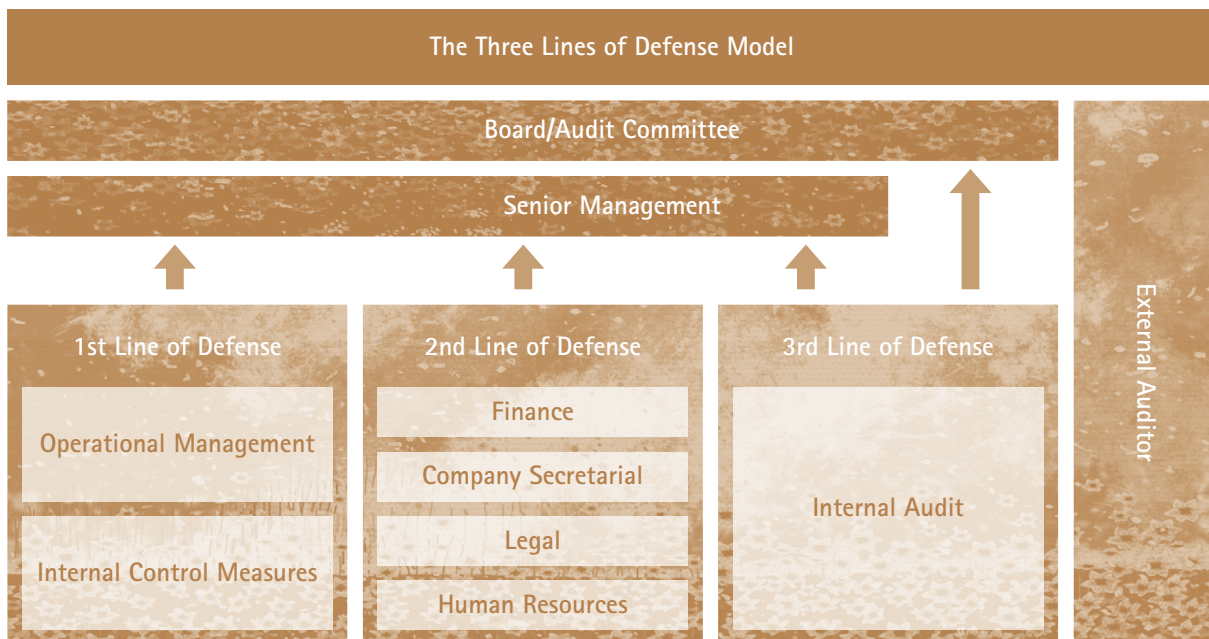 The Three Lines of Defense Model
Board/Audit Committee
Senior Management
1st Line of Defense
Operational Management
Internal Control Measures
2nd Line of Defense
Finance
Company Secretarial
Legal
Human Resources
3rd Line of Defense
Internal Audit
External Auditor